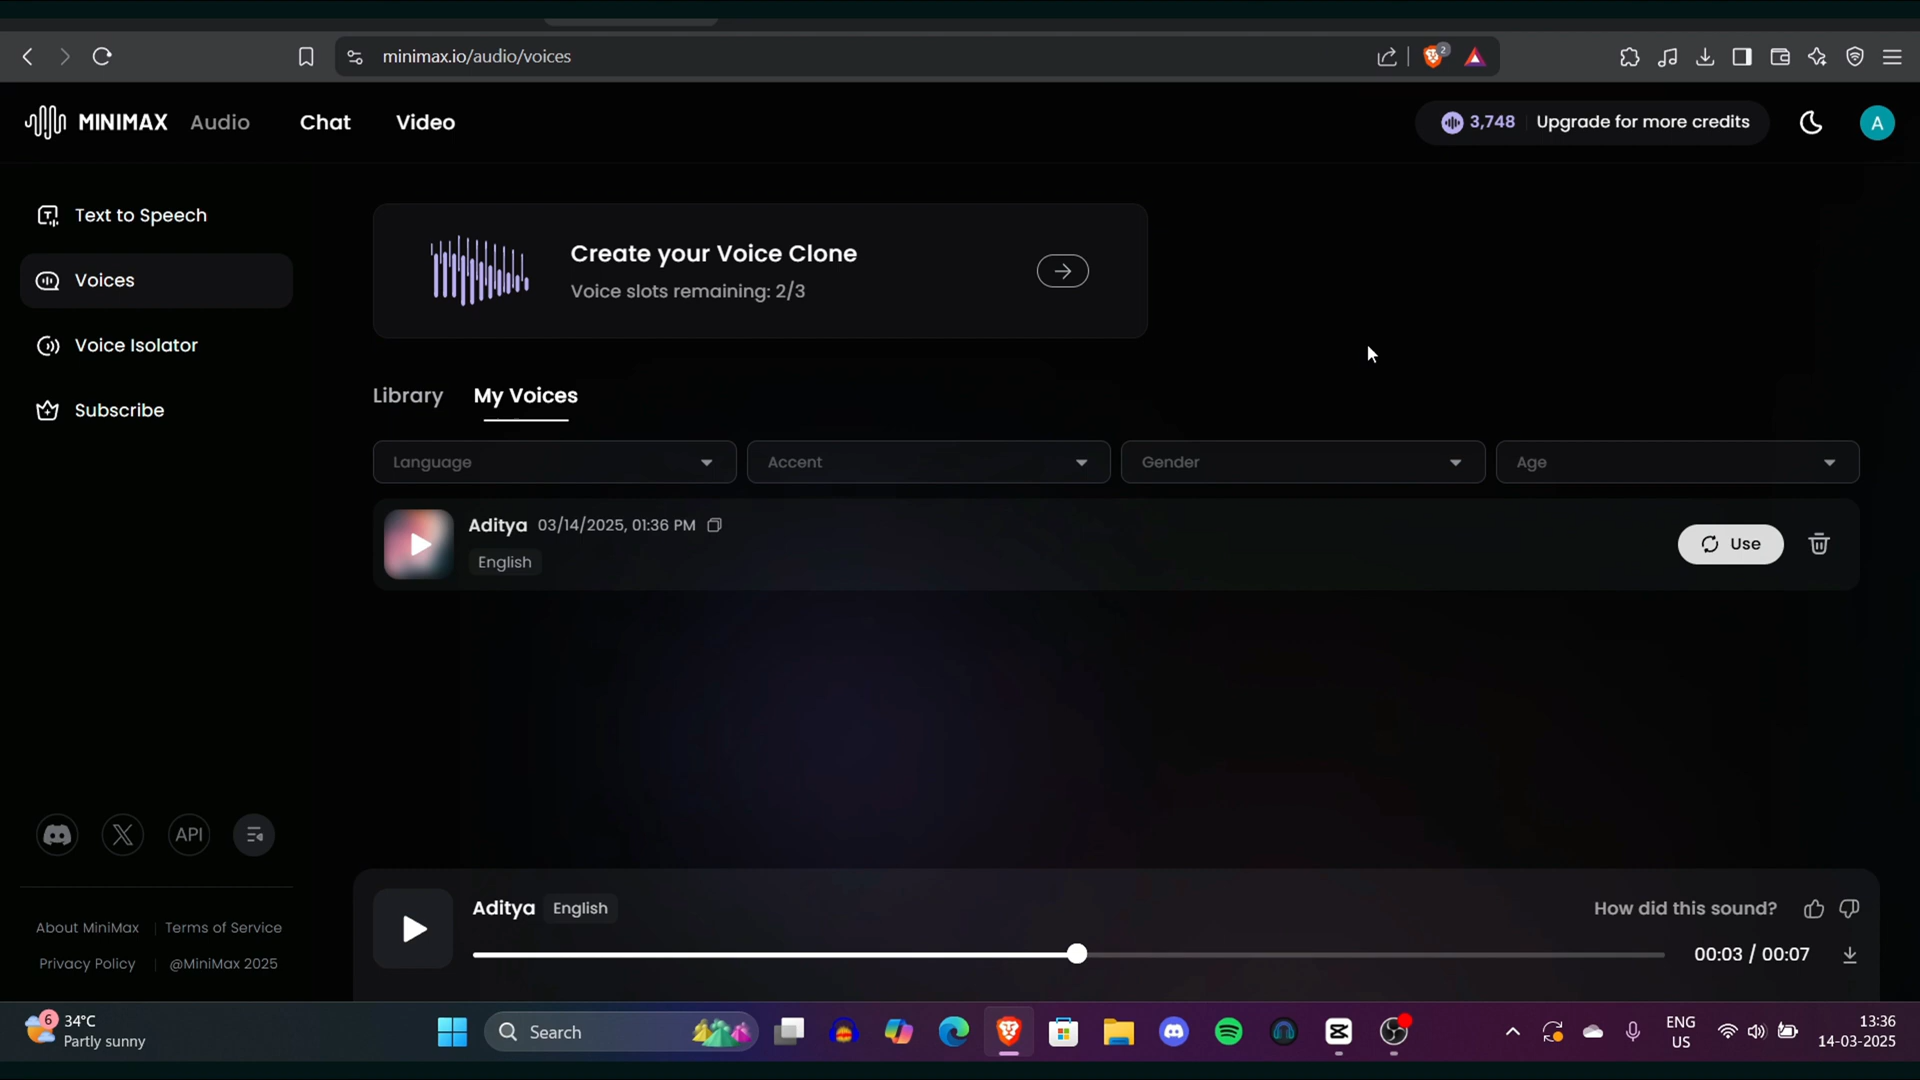 minimax.io/audio/voices
2
MINIMAX Audio Chat Video
3,748 Upgrade for more credits
A
Text to Speech
Voices
Voice Isolator
Subscribe
Create your Voice Clone
Voice slots remaining: 2/3
Library My Voices
Language Accent Gender Age
Aditya 03/14/2025, 01:36 PM
English
Use
API
About MiniMax Terms of Service
Privacy Policy @MiniMax 2025
Aditya English
How did this sound?
00:03 / 00:07
6
34°C
Partly sunny
Search
ENG
US
13:36
14-03-2025